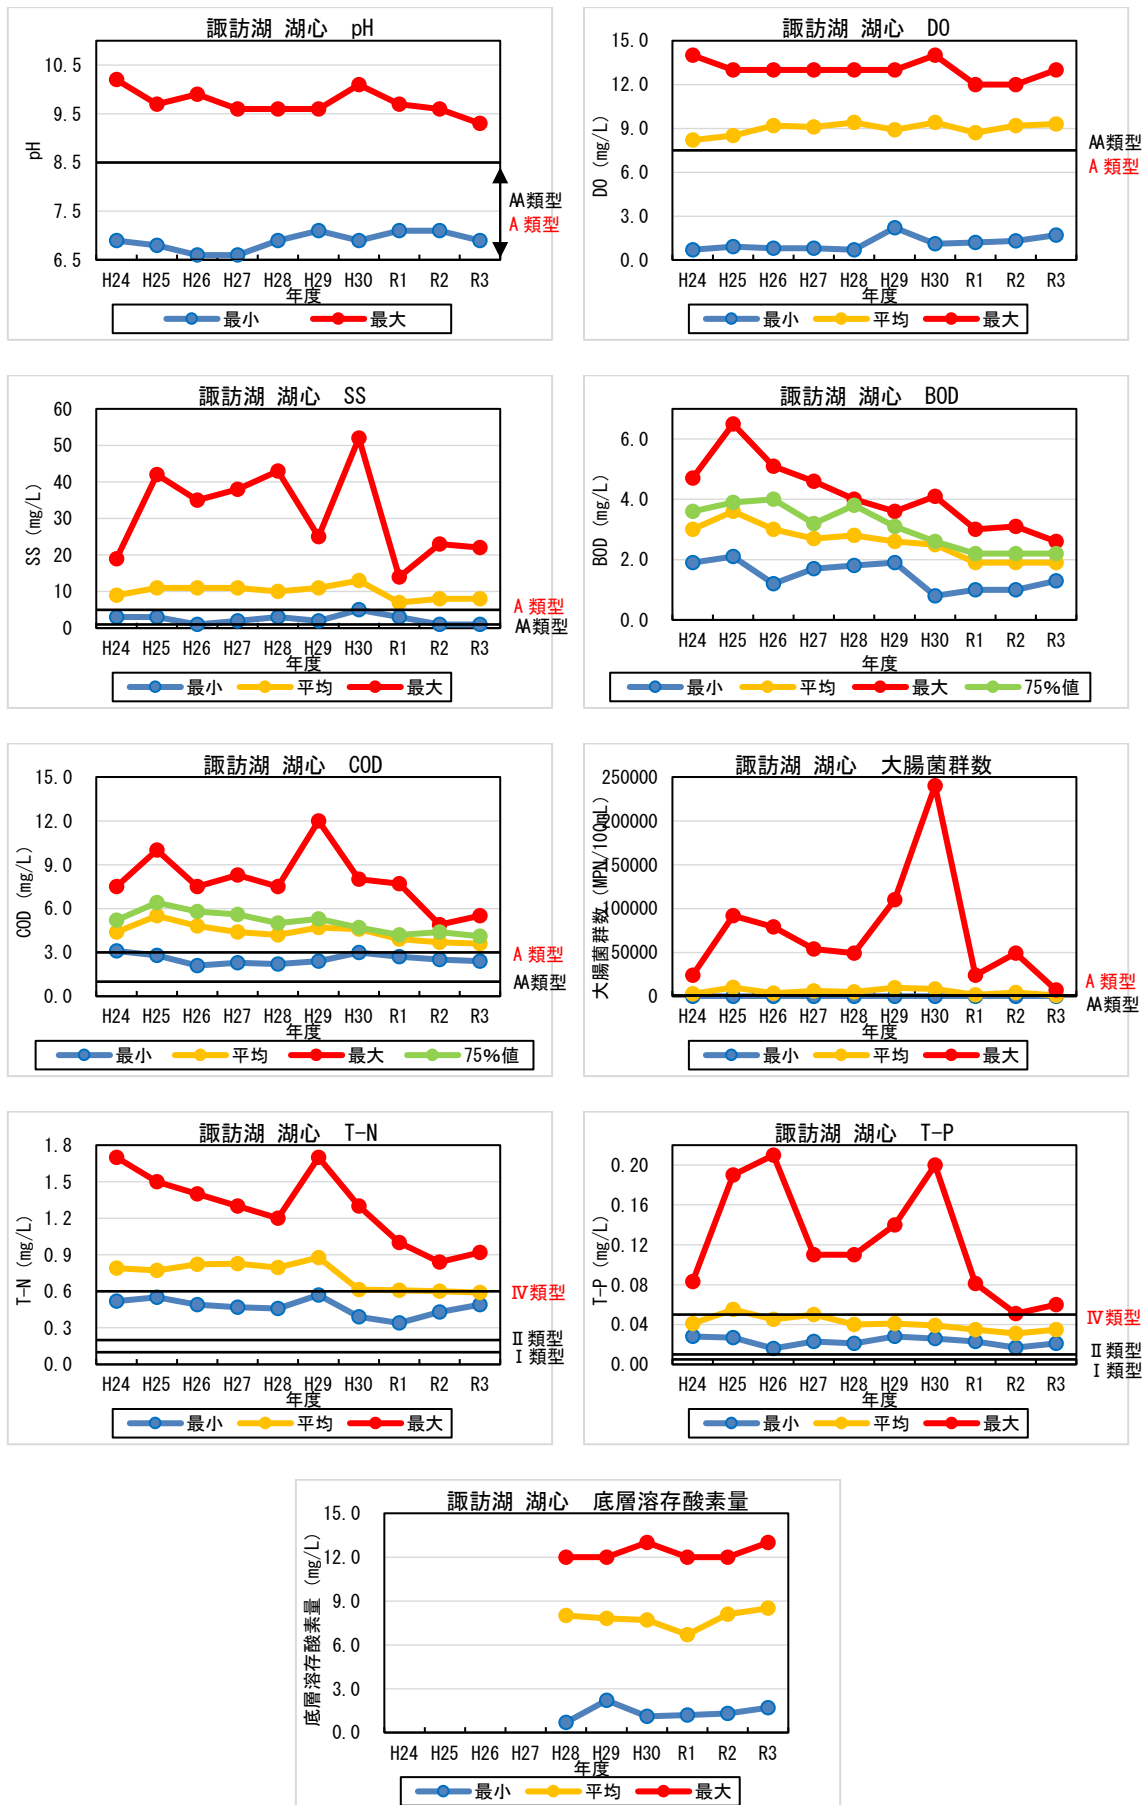 諏訪湖 湖心　pH
pH
10.5
9.5
8.5
7.5
6.5
AA類型
A 類型
H24 H25 H26 H27 H28 H29 H30 R1 R2 R3
年度
最小 最大
諏訪湖 湖心　DO
DO (mg/L)
15.0
12.0
9.0
6.0
3.0
0.0
AA類型
A 類型
H24 H25 H26 H27 H28 H29 H30 R1 R2 R3
年度
最小 平均 最大
諏訪湖 湖心　SS
SS (mg/L)
60
50
40
30
20
10
0
A 類型
AA類型
H24 H25 H26 H27 H28 H29 H30 R1 R2 R3
年度
最小 平均 最大
諏訪湖 湖心　BOD
BOD (mg/L)
6.0
4.0
2.0
0.0
H24 H25 H26 H27 H28 H29 H30 R1 R2 R3
年度
最小 平均 最大 75%値
諏訪湖 湖心　COD
COD (mg/L)
15.0
12.0
9.0
6.0
3.0
0.0
A 類型
AA類型
H24 H25 H26 H27 H28 H29 H30 R1 R2 R3
年度
最小 平均 最大 75%値
諏訪湖 湖心　大腸菌群数
大腸菌群数 (MPN/100mL)
250000
200000
150000
100000
50000
0
A 類型
AA類型
H24 H25 H26 H27 H28 H29 H30 R1 R2 R3
年度
最小 平均 最大
諏訪湖 湖心　T-N
T-N (mg/L)
1.8
1.5
1.2
0.9
0.6
0.3
0.0
Ⅳ類型
Ⅱ類型
Ⅰ類型
H24 H25 H26 H27 H28 H29 H30 R1 R2 R3
年度
最小 平均 最大
諏訪湖 湖心　T-P
T-P (mg/L)
0.20
0.16
0.12
0.08
0.04
0.00
Ⅳ類型
Ⅱ類型
Ⅰ類型
H24 H25 H26 H27 H28 H29 H30 R1 R2 R3
年度
最小 平均 最大
諏訪湖 湖心　底層溶存酸素量
底層溶存酸素量 (mg/L)
15.0
12.0
9.0
6.0
3.0
0.0
H24 H25 H26 H27 H28 H29 H30 R1 R2 R3
年度
最小 平均 最大